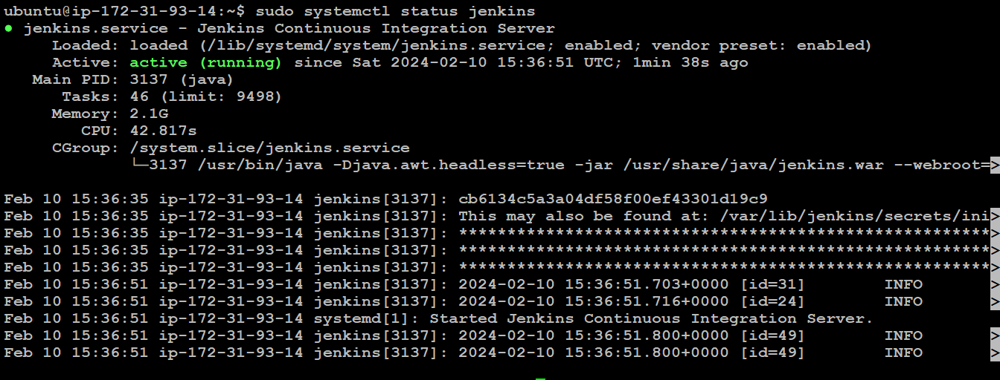 ubuntu@ip-172-31-93-14:~$ sudo systemctl status jenkins
● jenkins.service - Jenkins Continuous Integration Server
     Loaded: loaded (/lib/systemd/system/jenkins.service; enabled; vendor preset: enabled)
     Active: active (running) since Sat 2024-02-10 15:36:51 UTC; 1min 38s ago
   Main PID: 3137 (java)
      Tasks: 46 (limit: 9498)
     Memory: 2.1G
        CPU: 42.817s
     CGroup: /system.slice/jenkins.service
             └─3137 /usr/bin/java -Djava.awt.headless=true -jar /usr/share/java/jenkins.war --webroot=>
Feb 10 15:36:35 ip-172-31-93-14 jenkins[3137]: cb6134c5a3a04df58f00ef43301d19c9
Feb 10 15:36:35 ip-172-31-93-14 jenkins[3137]: This may also be found at: /var/lib/jenkins/secrets/ini>
Feb 10 15:36:35 ip-172-31-93-14 jenkins[3137]: *******************************************************>
Feb 10 15:36:35 ip-172-31-93-14 jenkins[3137]: *******************************************************>
Feb 10 15:36:35 ip-172-31-93-14 jenkins[3137]: *******************************************************>
Feb 10 15:36:51 ip-172-31-93-14 jenkins[3137]: 2024-02-10 15:36:51.703+0000 [id=31]        INFO       >
Feb 10 15:36:51 ip-172-31-93-14 jenkins[3137]: 2024-02-10 15:36:51.716+0000 [id=24]        INFO       >
Feb 10 15:36:51 ip-172-31-93-14 systemd[1]: Started Jenkins Continuous Integration Server.
Feb 10 15:36:51 ip-172-31-93-14 jenkins[3137]: 2024-02-10 15:36:51.800+0000 [id=49]        INFO       >
Feb 10 15:36:51 ip-172-31-93-14 jenkins[3137]: 2024-02-10 15:36:51.800+0000 [id=49]        INFO       >